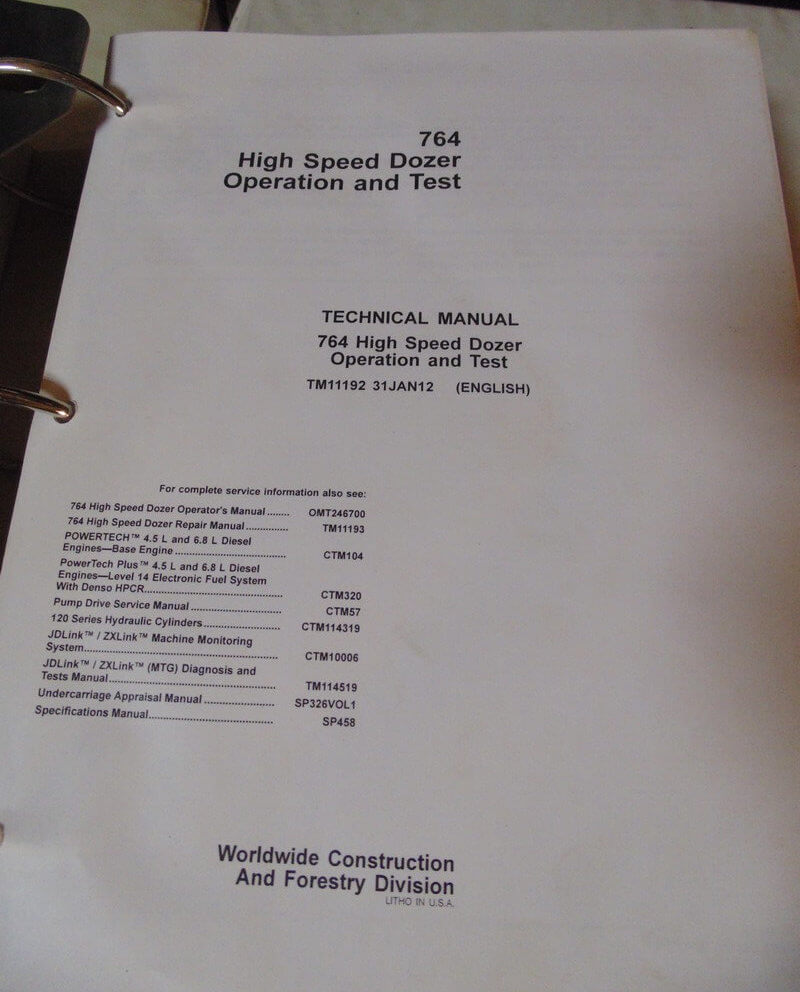 764
High Speed Dozer
Operation and Test
TECHNICAL MANUAL
764 High Speed Dozer
Operation and Test
TM11192 31JAN12 (ENGLISH)
For complete service information also see:
764 High Speed Dozer Operator's Manual ........ OMT246700
764 High Speed Dozer Repair Manual ............... TM11193
POWERTECH™ 4.5 L and 6.8 L Diesel
Engines—Base Engine ....................................... CTM104
PowerTech Plus™ 4.5 L and 6.8 L Diesel
Engines—Level 14 Electronic Fuel System
With Denso HPCR................................................ CTM320
Pump Drive Service Manual ................................ CTM57
120 Series Hydraulic Cylinders........................... CTM114319
JDLink™ / ZXLink™ Machine Monitoring
System.................................................................... CTM10006
JDLink™ / ZXLink™ (MTG) Diagnosis and
Tests Manual.......................................................... TM114519
Undercarriage Appraisal Manual ........................ SP326VOL1
Specifications Manual........................................... SP458
Worldwide Construction
And Forestry Division
LITHO IN U.S.A.